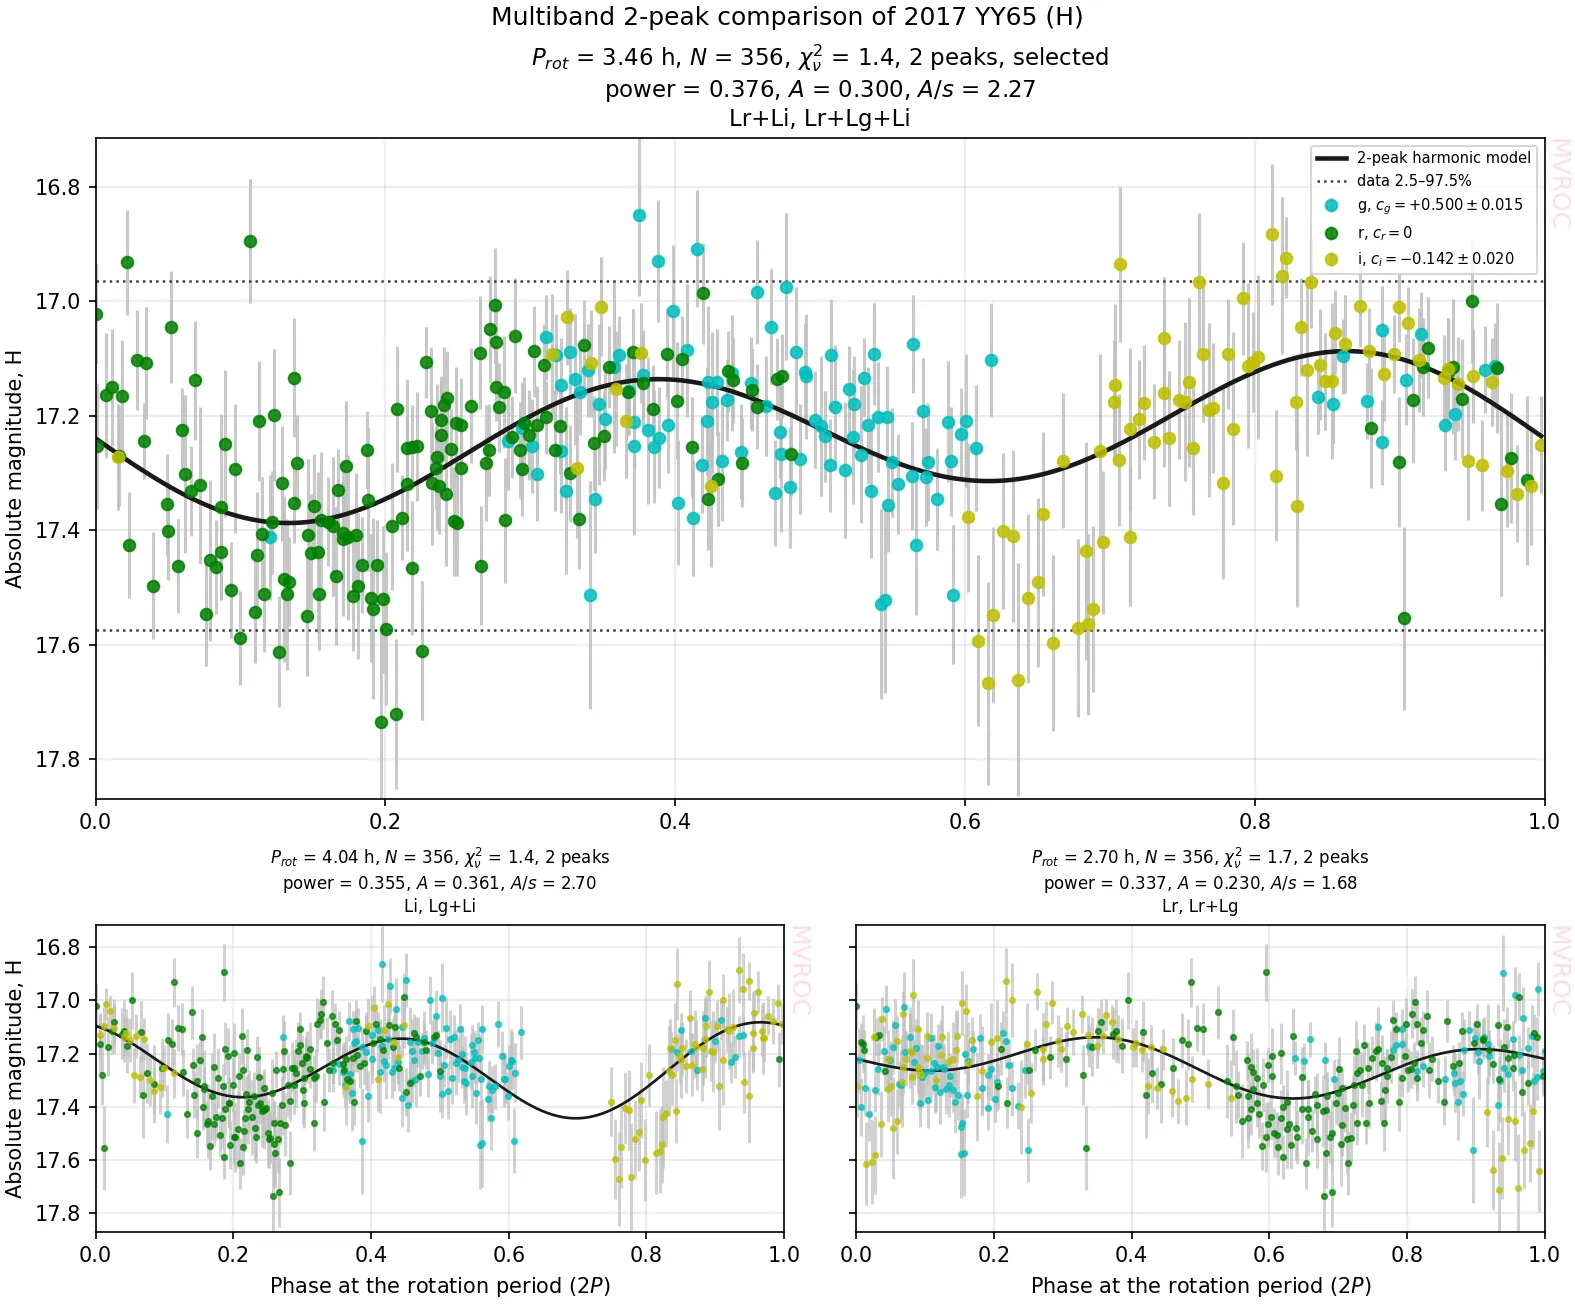 Multiband 2-peak comparison of 2017 YY65 (H)
P_rot = 3.46 h, N = 356, χ²_ν = 1.4, 2 peaks, selected
power = 0.376, A = 0.300, A/s = 2.27
Lr+Li, Lr+Lg+Li
MVROC
2-peak harmonic model
data 2.5–97.5%
g, c_g = +0.500 ± 0.015
r, c_r = 0
i, c_i = −0.142 ± 0.020
Absolute magnitude, H
16.8
17.0
17.2
17.4
17.6
17.8
0.0 0.2 0.4 0.6 0.8 1.0
P_rot = 4.04 h, N = 356, χ²_ν = 1.4, 2 peaks
power = 0.355, A = 0.361, A/s = 2.70
Li, Lg+Li
MVROC
Absolute magnitude, H
16.8
17.0
17.2
17.4
17.6
17.8
0.0 0.2 0.4 0.6 0.8 1.0
Phase at the rotation period (2P)
P_rot = 2.70 h, N = 356, χ²_ν = 1.7, 2 peaks
power = 0.337, A = 0.230, A/s = 1.68
Lr, Lr+Lg
MVROC
0.0 0.2 0.4 0.6 0.8 1.0
Phase at the rotation period (2P)